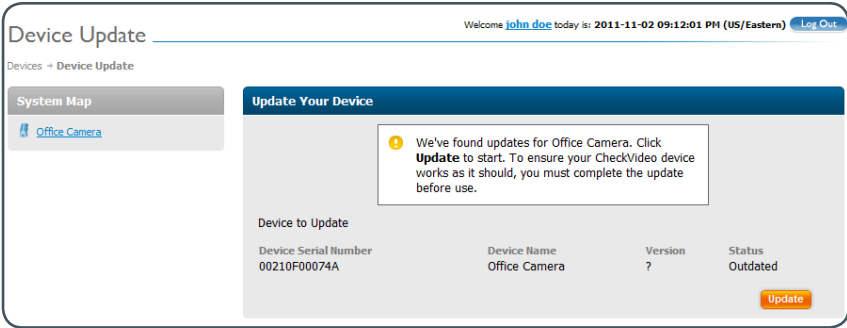 Device Update
Welcome john doe today is: 2011-11-02 09:12:01 PM (US/Eastern) Log Out
Devices → Device Update
System Map
Office Camera
Update Your Device
We've found updates for Office Camera. Click
Update to start. To ensure your CheckVideo device
works as it should, you must complete the update
before use.
Device to Update
Device Serial Number Device Name Version Status
00210F00074A Office Camera ? Outdated
Update